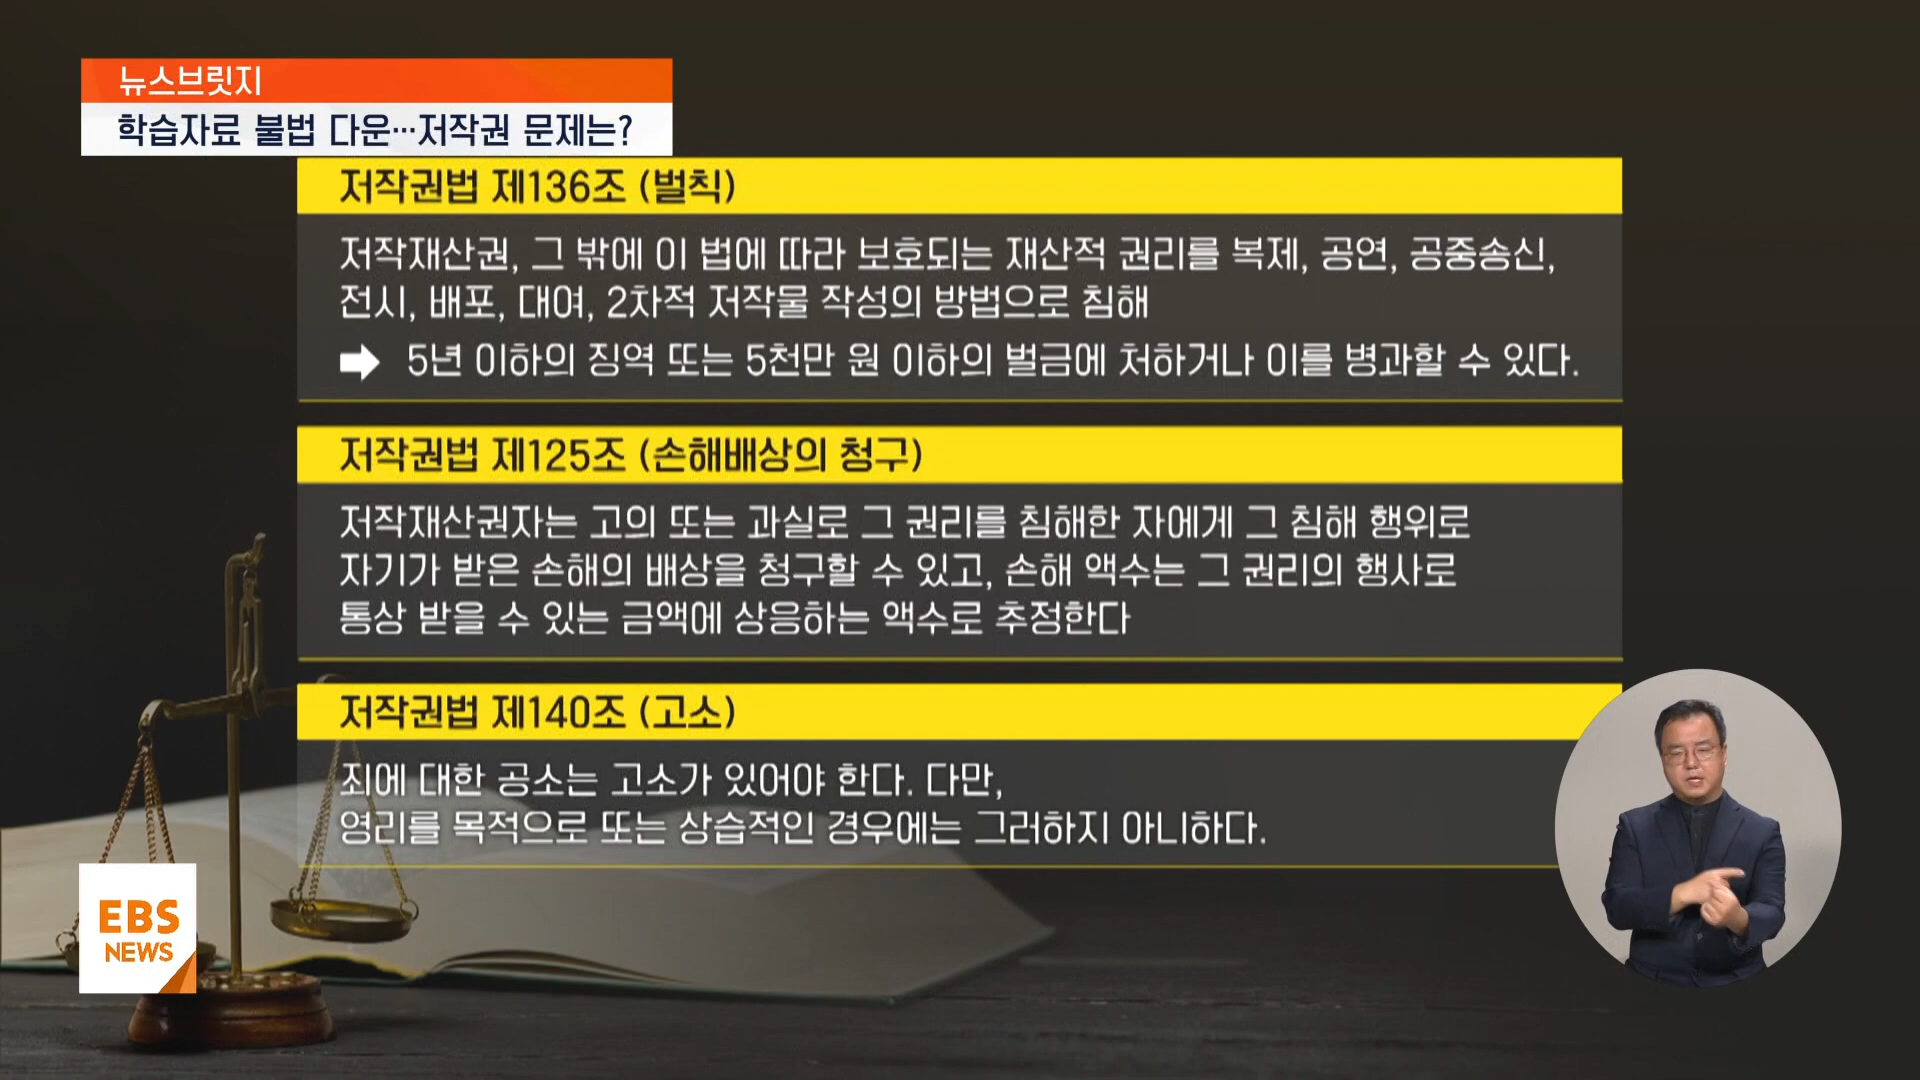 뉴스브릿지
학습자료 불법 다운…저작권 문제는?
저작권법 제136조 (벌칙)
저작재산권, 그 밖에 이 법에 따라 보호되는 재산적 권리를 복제, 공연, 공중송신,
전시, 배포, 대여, 2차적 저작물 작성의 방법으로 침해
➡ 5년 이하의 징역 또는 5천만 원 이하의 벌금에 처하거나 이를 병과할 수 있다.
저작권법 제125조 (손해배상의 청구)
저작재산권자는 고의 또는 과실로 그 권리를 침해한 자에게 그 침해 행위로
자기가 받은 손해의 배상을 청구할 수 있고, 손해 액수는 그 권리의 행사로
통상 받을 수 있는 금액에 상응하는 액수로 추정한다
저작권법 제140조 (고소)
죄에 대한 공소는 고소가 있어야 한다. 다만,
영리를 목적으로 또는 상습적인 경우에는 그러하지 아니하다.
EBS
NEWS